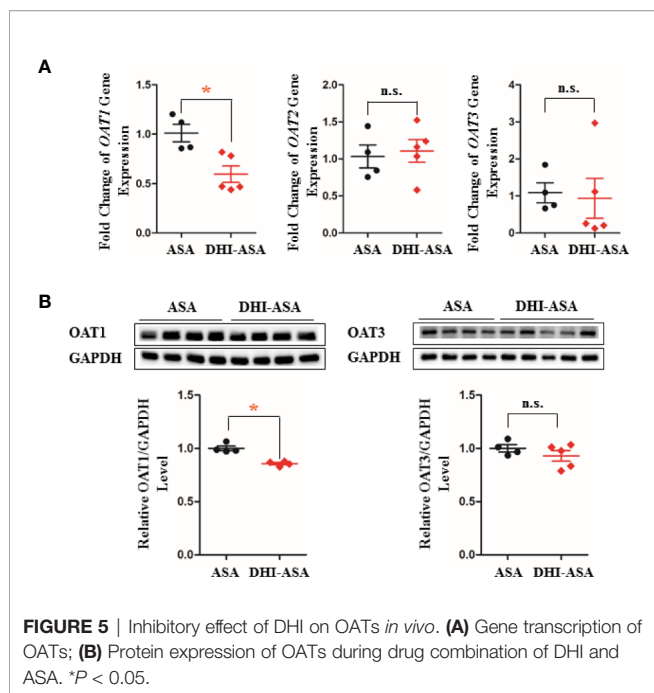 A
Fold Change of OAT1 Gene
Expression
1.5
1.0
0.5
0.0
*
ASA DHI-ASA
Fold Change of OAT2 Gene
Expression
2.0
1.5
1.0
0.5
0.0
n.s.
ASA DHI-ASA
Fold Change of OAT3 Gene
Expression
4
3
2
1
0
n.s.
ASA DHI-ASA
B
ASA DHI-ASA
OAT1
GAPDH
Relative OAT1/GAPDH
Level
1.5
1.0
0.5
0.0
*
ASA DHI-ASA
ASA DHI-ASA
OAT3
GAPDH
Relative OAT3/GAPDH
Level
1.5
1.0
0.5
0.0
n.s.
ASA DHI-ASA
FIGURE 5 | Inhibitory effect of DHI on OATs in vivo. (A) Gene transcription of
OATs; (B) Protein expression of OATs during drug combination of DHI and
ASA. *P < 0.05.